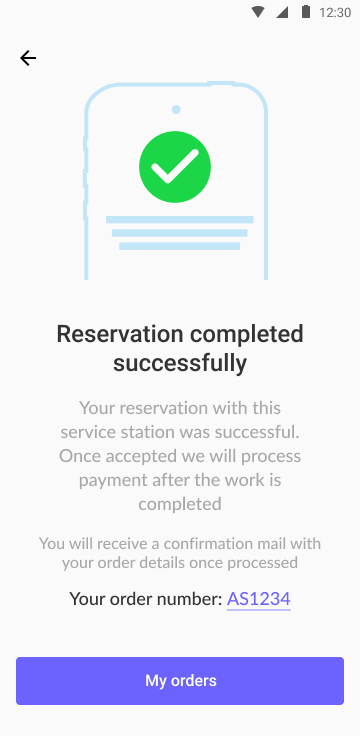 12:30
Reservation completed
successfully
Your reservation with this
service station was successful.
Once accepted we will process
payment after the work is
completed
You will receive a confirmation mail with
your order details once processed
Your order number: AS1234
My orders